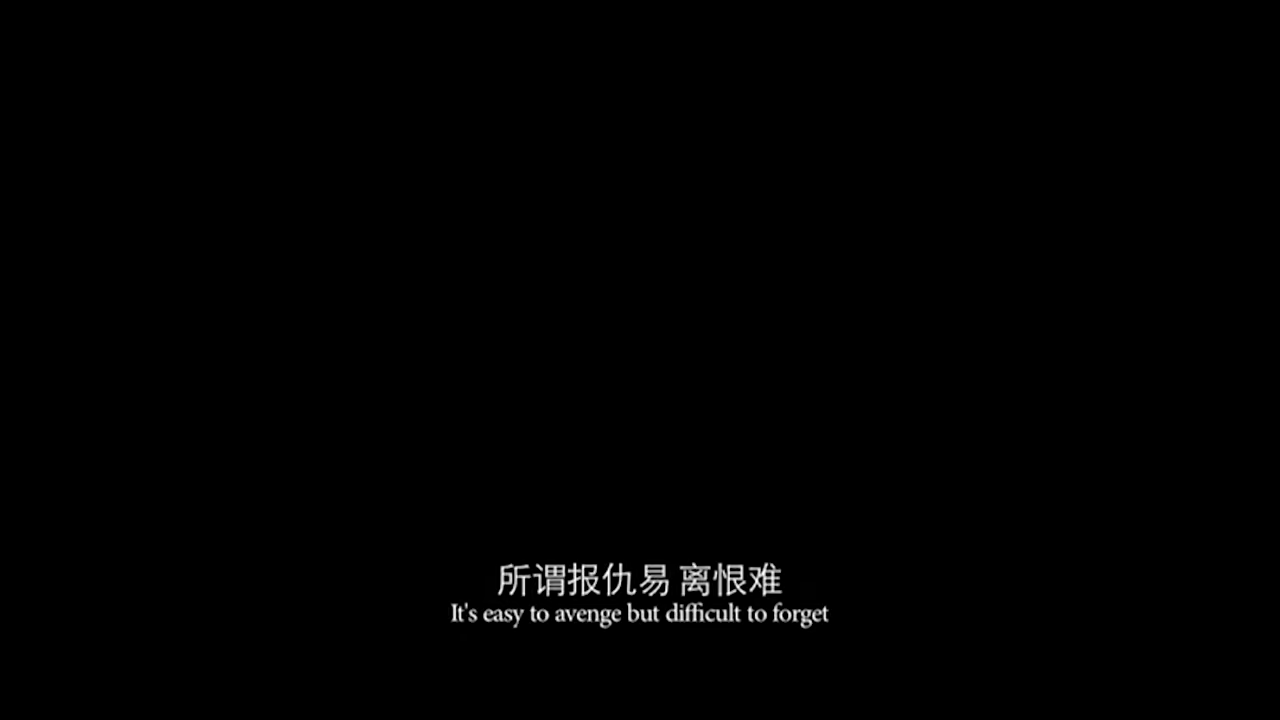 所谓报仇易 离恨难
It's easy to avenge but difficult to forget